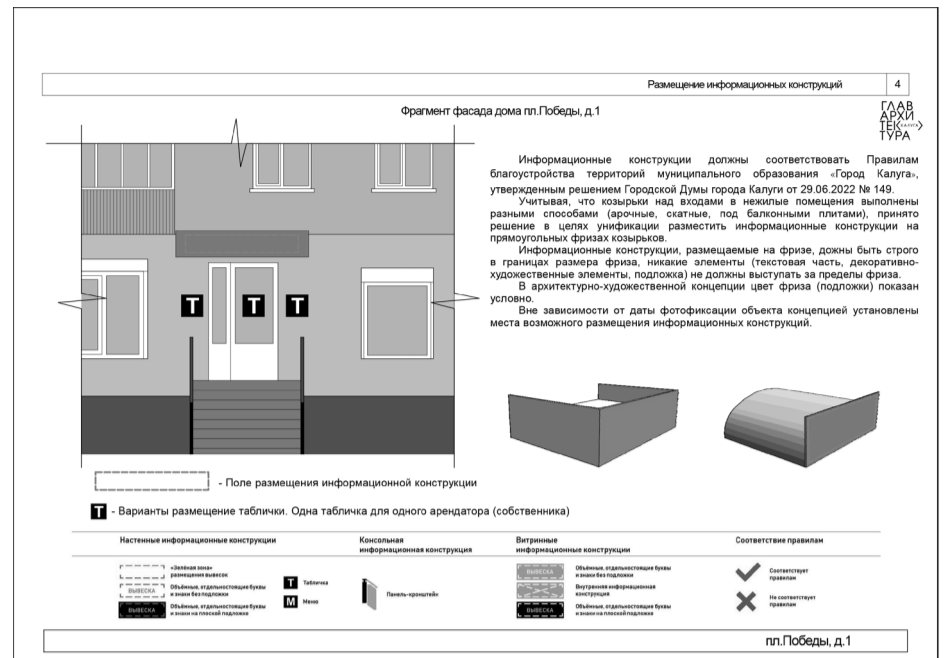 Размещение информационных конструкций
4
Фрагмент фасада дома пл.Победы, д.1
ГЛАВ
АРХИ
ТЕК КАЛУГА
ТУРА
Информационные конструкции должны соответствовать Правилам
благоустройства территорий муниципального образования «Город Калуга»,
утвержденным решением Городской Думы города Калуги от 29.06.2022 № 149.
Учитывая, что козырьки над входами в нежилые помещения выполнены
разными способами (арочные, скатные, под балконными плитами), принято
решение в целях унификации разместить информационные конструкции на
прямоугольных фризах козырьков.
Информационные конструкции, размещаемые на фризе, дожны быть строго
в границах размера фриза, никакие элементы (текстовая часть, декоративно-
художественные элементы, подложка) не должны выступать за пределы фриза.
В архитектурно-художественной концепции цвет фриза (подложки) показан
условно.
Вне зависимости от даты фотофиксации объекта концепцией установлены
места возможного размещения информационных конструкций.
Т Т Т
- Поле размещения информационной конструкции
Т - Варианты размещение таблички. Одна табличка для одного арендатора (собственника)
Настенные информационные конструкции
«Зелёная зона»
размещения вывесок
ВЫВЕСКА Объёмные, отдельностоящие буквы
и знаки без подложки
ВЫВЕСКА Объёмные, отдельностоящие буквы
и знаки на плоской подложке
Т Табличка
М Меню
Консольная
информационная конструкция
Панель-кронштейн
Витринные
информационные конструкции
ВЫВЕСКА Объёмные, отдельностоящие буквы
и знаки без подложки
Внутренняя информационная
конструкция
ВЫВЕСКА Объёмные, отдельностоящие буквы
и знаки на плоской подложке
Соответствие правилам
Соответствует
правилам
Не соответствует
правилам
пл.Победы, д.1